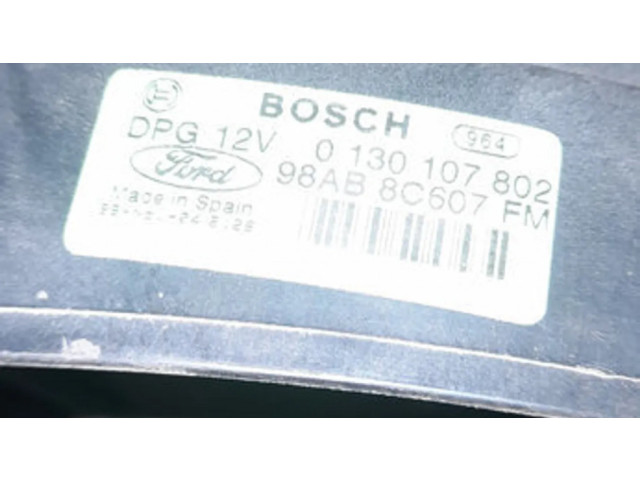 BOSCH 964
DPG 12V 0 130 107 802
Ford 98AB 8C607 FM
Made in Spain